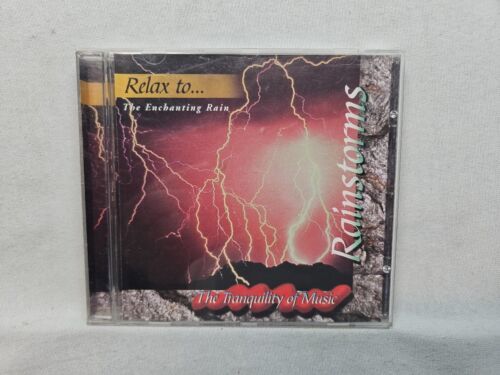 Relax to...
The Enchanting Rain
Rainstorms
The Tranquility of Music